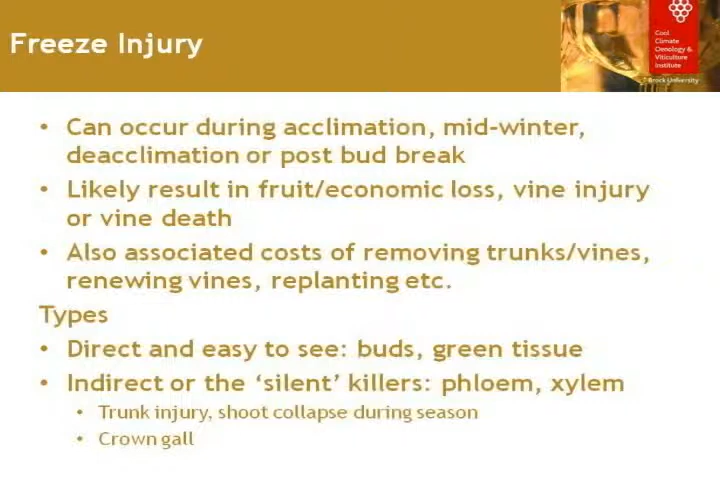 Freeze Injury
Cool
Climate
Oenology &
Viticulture
Institute
Brock University
• Can occur during acclimation, mid-winter,
deacclimation or post bud break
• Likely result in fruit/economic loss, vine injury
or vine death
• Also associated costs of removing trunks/vines,
renewing vines, replanting etc.
Types
• Direct and easy to see: buds, green tissue
• Indirect or the ‘silent’ killers: phloem, xylem
• Trunk injury, shoot collapse during season
• Crown gall